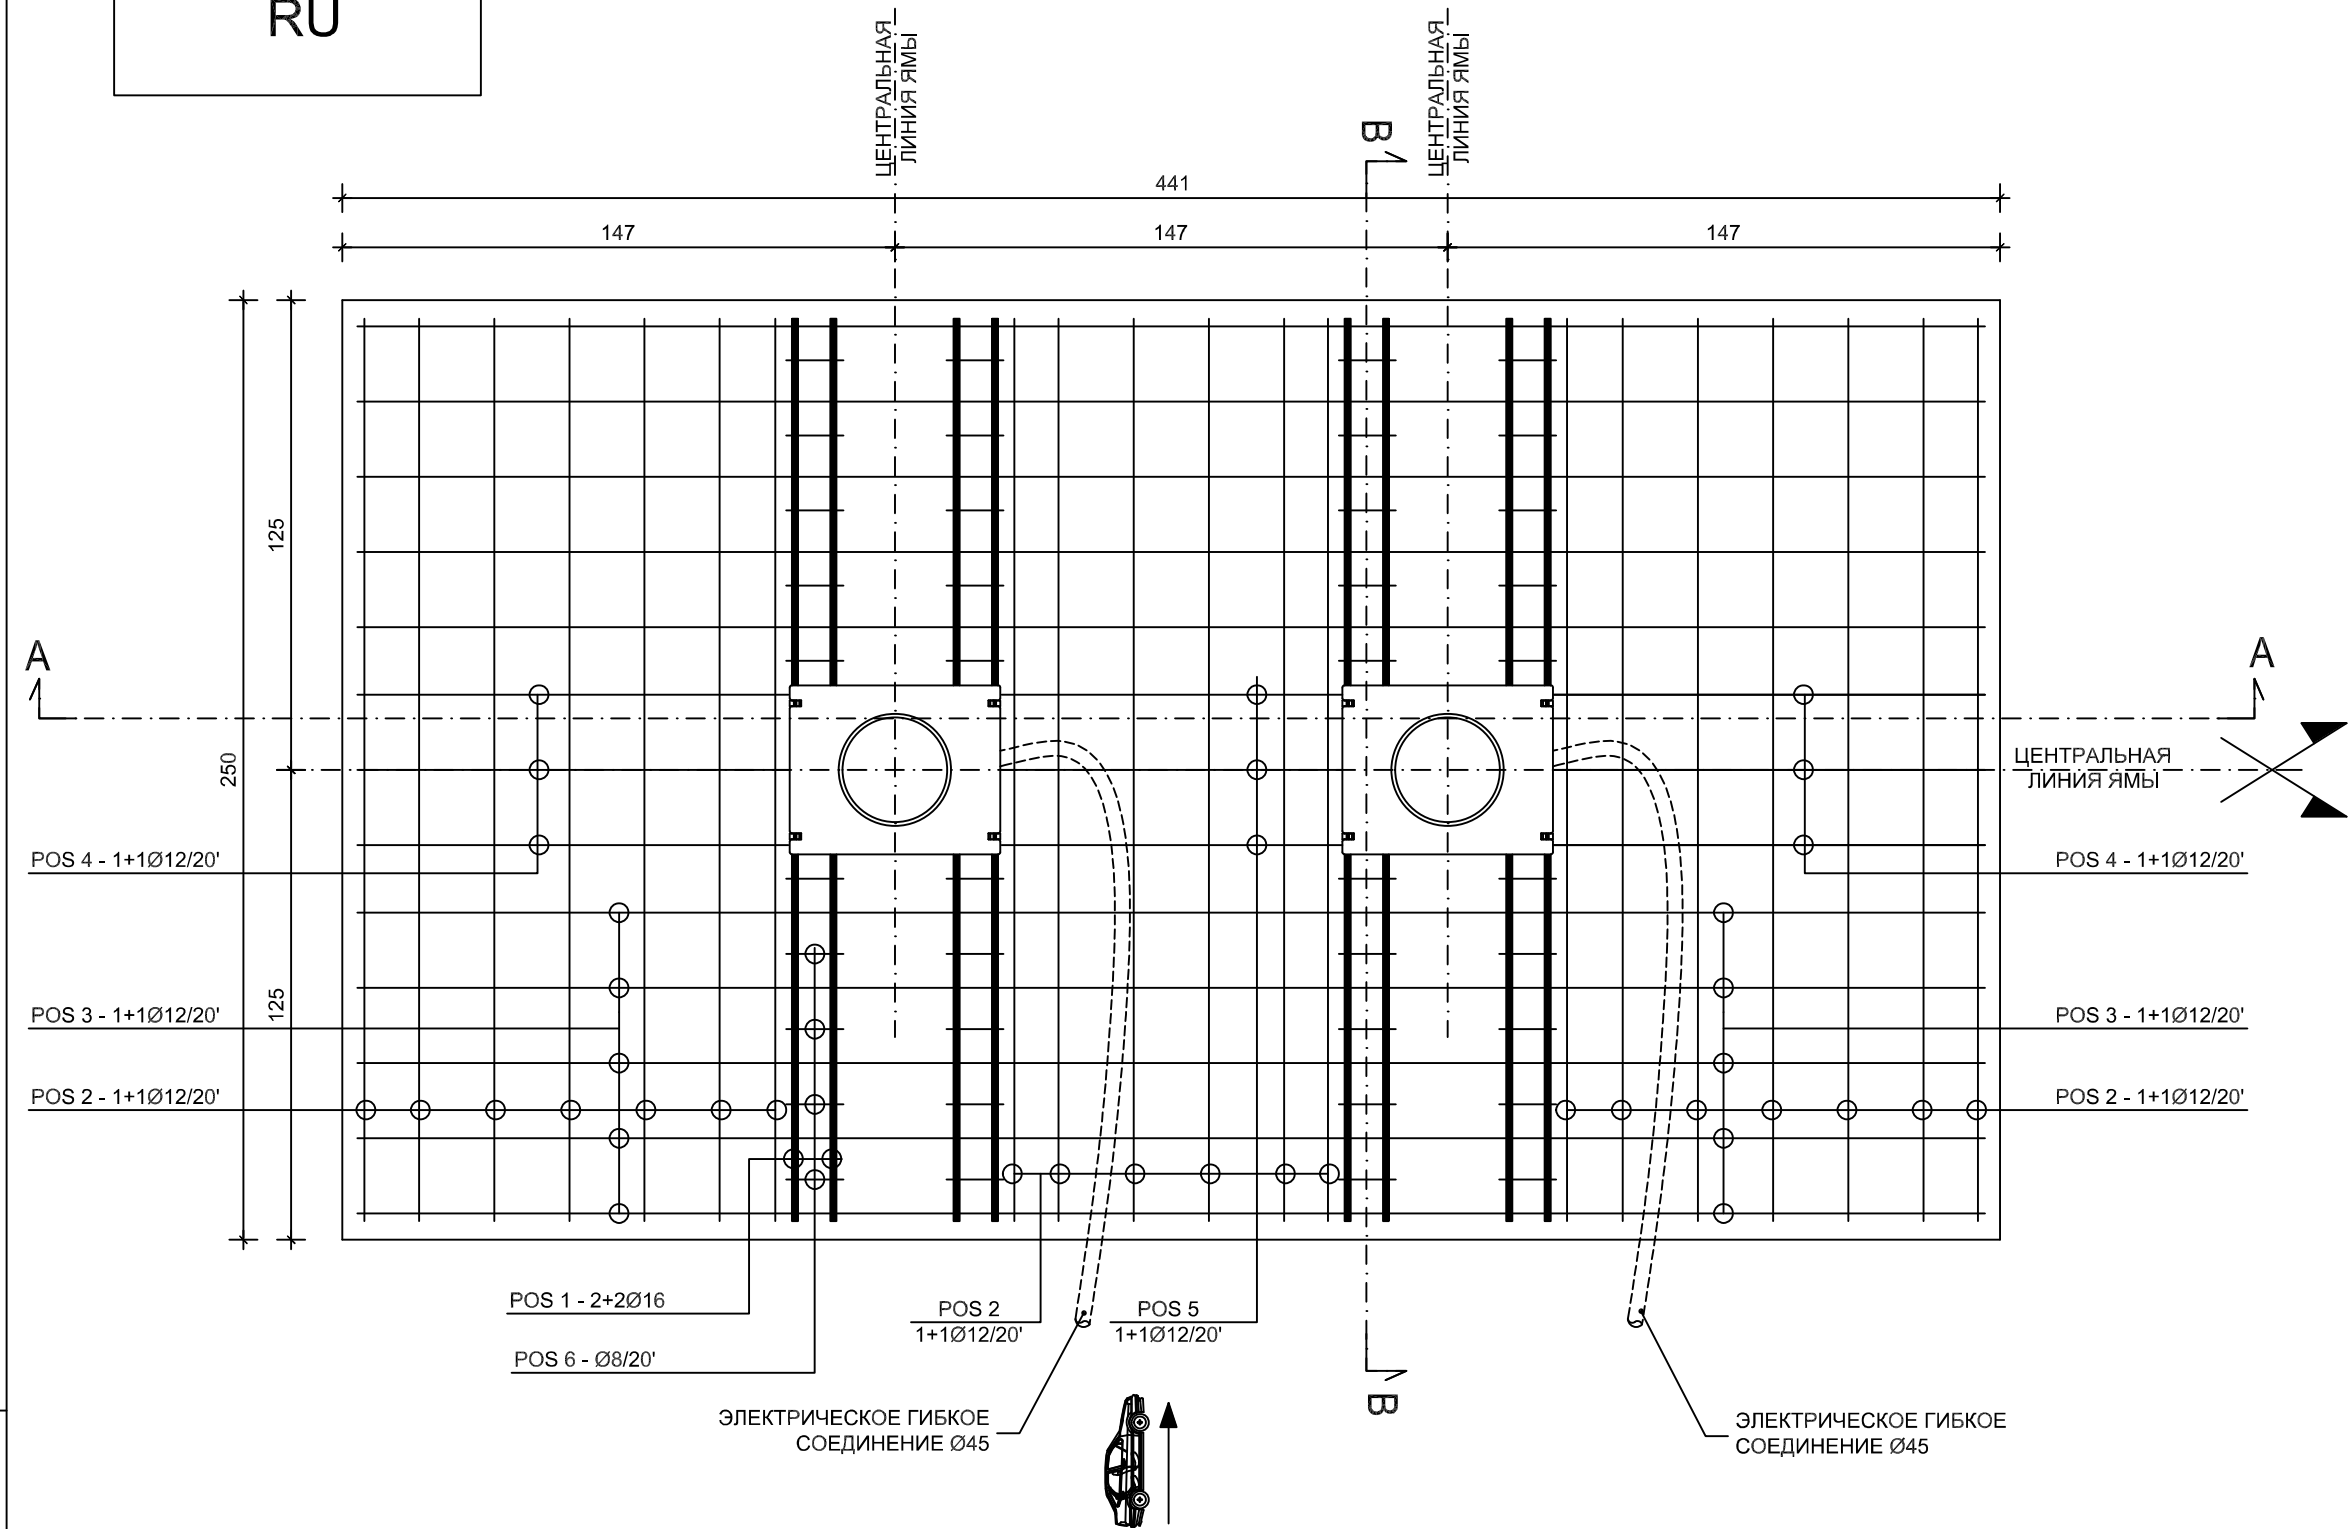 RU
ЦЕНТРАЛЬНАЯ
ЛИНИЯ ЯМЫ
ЦЕНТРАЛЬНАЯ
ЛИНИЯ ЯМЫ
B
441
147
147
147
125
250
125
A
A
ЦЕНТРАЛЬНАЯ
ЛИНИЯ ЯМЫ
POS 4 - 1+1Ø12/20'
POS 4 - 1+1Ø12/20'
POS 3 - 1+1Ø12/20'
POS 3 - 1+1Ø12/20'
POS 2 - 1+1Ø12/20'
POS 2 - 1+1Ø12/20'
POS 1 - 2+2Ø16
POS 2
1+1Ø12/20'
POS 5
1+1Ø12/20'
POS 6 - Ø8/20'
B
ЭЛЕКТРИЧЕСКОЕ ГИБКОЕ
СОЕДИНЕНИЕ Ø45
ЭЛЕКТРИЧЕСКОЕ ГИБКОЕ
СОЕДИНЕНИЕ Ø45